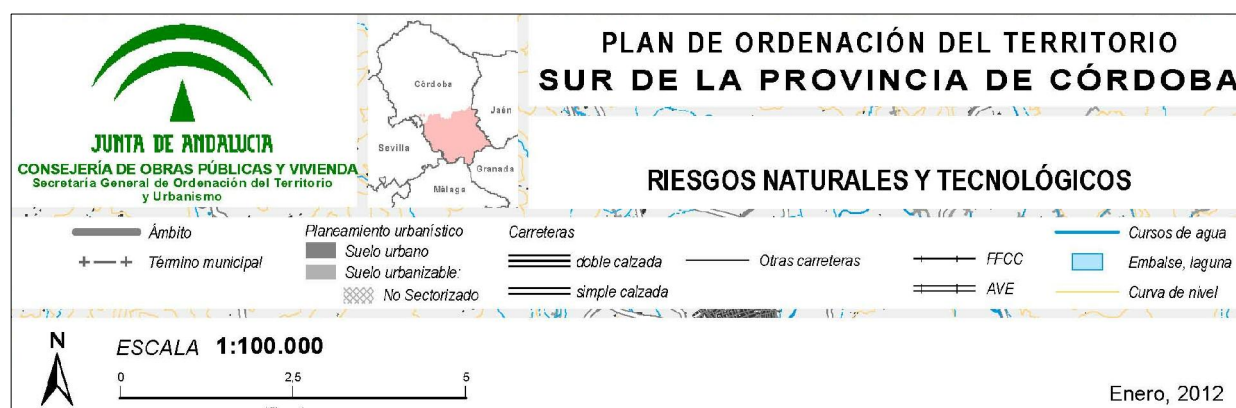 JUNTA DE ANDALUCIA
CONSEJERÍA DE OBRAS PÚBLICAS Y VIVIENDA
Secretaría General de Ordenación del Territorio
y Urbanismo
Córdoba
Jaén
Sevilla
Granada
Málaga
PLAN DE ORDENACIÓN DEL TERRITORIO
SUR DE LA PROVINCIA DE CÓRDOBA
RIESGOS NATURALES Y TECNOLÓGICOS
Ámbito
Término municipal
Planeamiento urbanístico
Suelo urbano
Suelo urbanizable:
No Sectorizado
Carreteras
doble calzada
simple calzada
Otras carreteras
FFCC
AVE
Cursos de agua
Embalse, laguna
Curva de nivel
N
ESCALA 1:100.000
0 2,5 5
Enero, 2012